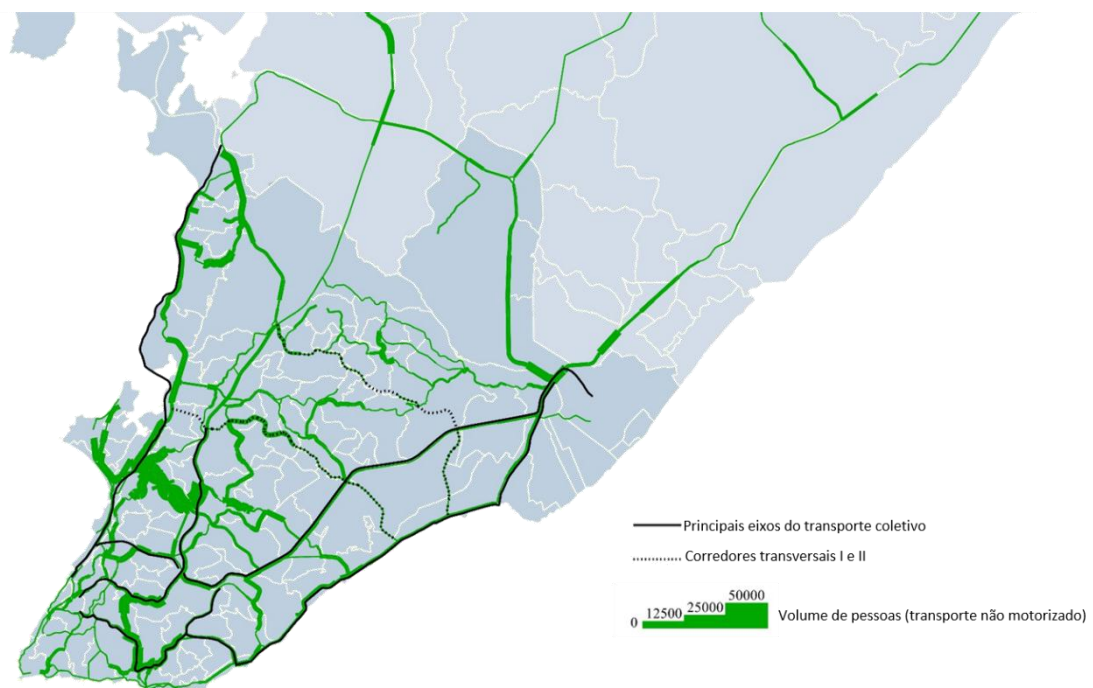 Principais eixos do transporte coletivo
Corredores transversais I e II
0 12500 25000 50000
Volume de pessoas (transporte não motorizado)